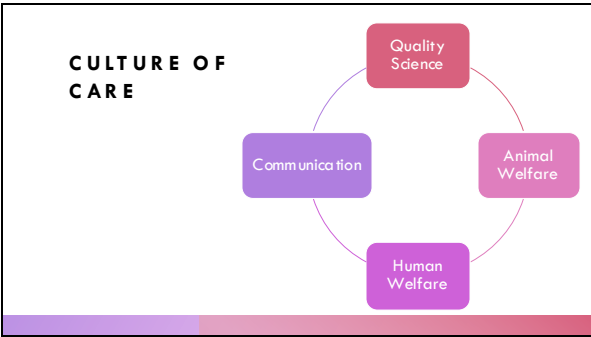 CULTURE OF
CARE
Quality
Science
Communication
Animal
Welfare
Human
Welfare